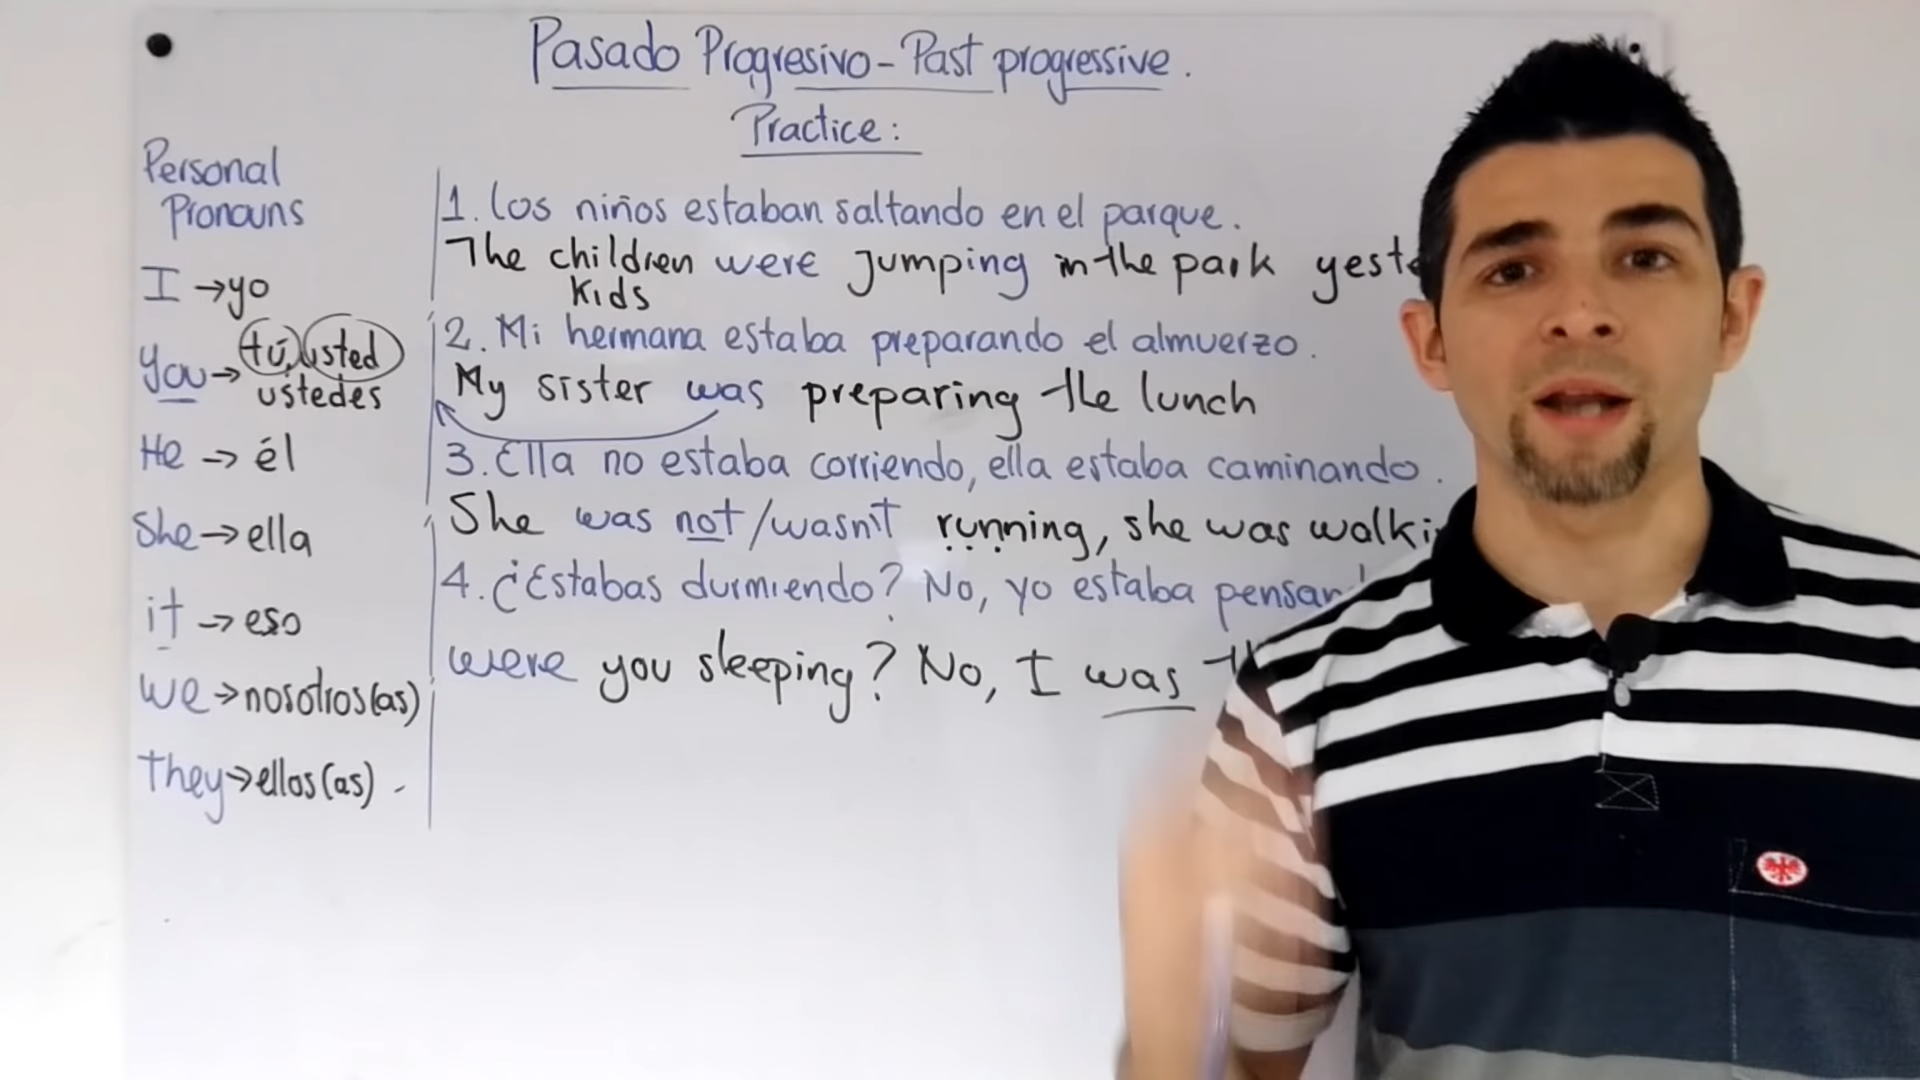 Pasado Progresivo - Past progressive.
Practice:
Personal
Pronouns
I → yo
You → tú, usted
ustedes
He → él
She → ella
it → eso
we → nosotros(as)
they → ellos(as)
1. Los niños estaban saltando en el parque.
The children were jumping in the park
Kids
2. Mi hermana estaba preparando el almuerzo.
My sister was preparing the lunch
3. Ella no estaba corriendo, ella estaba caminando.
She was not/wasn't running, she was
4. ¿Estabas durmiendo? No, yo estaba
were you sleeping? No, I was